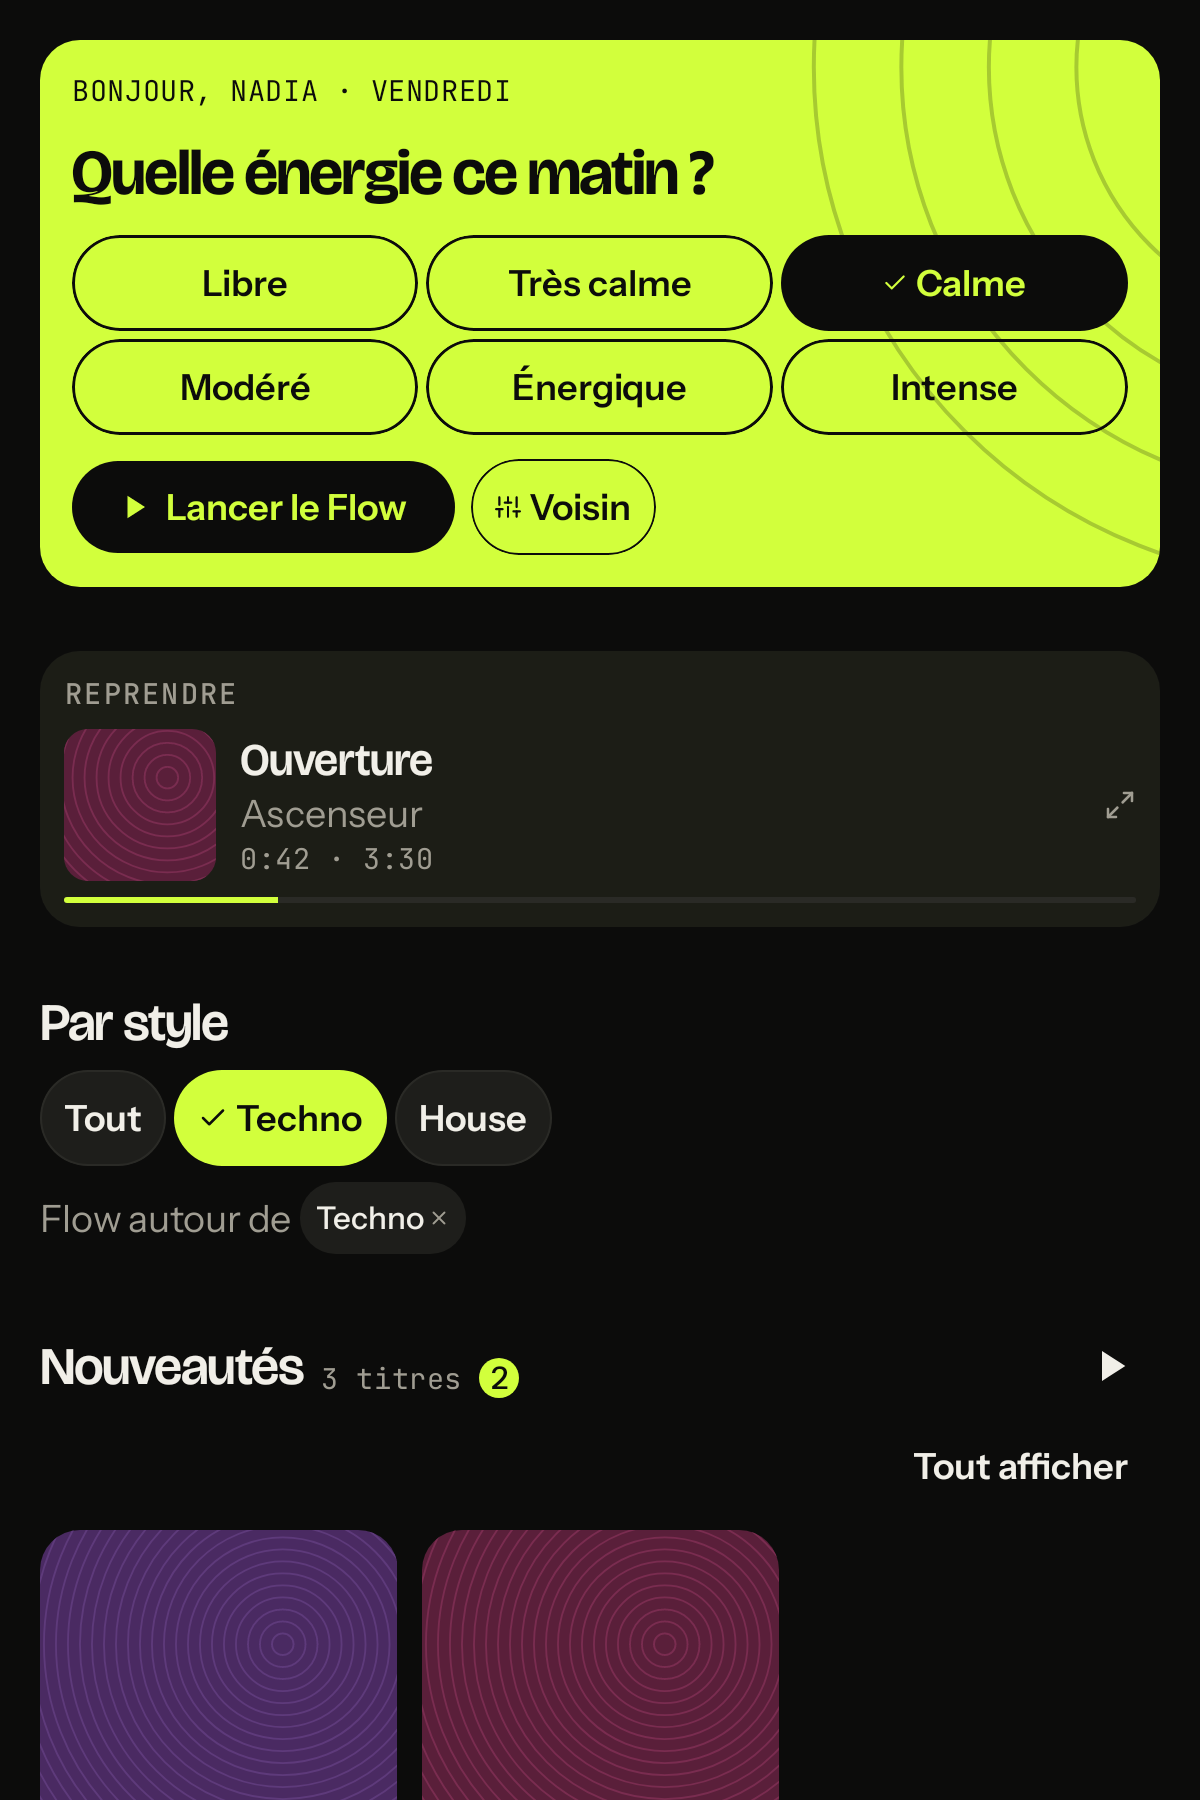 BONJOUR, NADIA · VENDREDI
Quelle énergie ce matin ?
Libre
Très calme
Calme
Modéré
Énergique
Intense
Lancer le Flow
Voisin
REPRENDRE
Ouverture
Ascenseur
0:42 · 3:30
Par style
Tout
Techno
House
Flow autour de Techno ×
Nouveautés 3 titres 2
Tout afficher